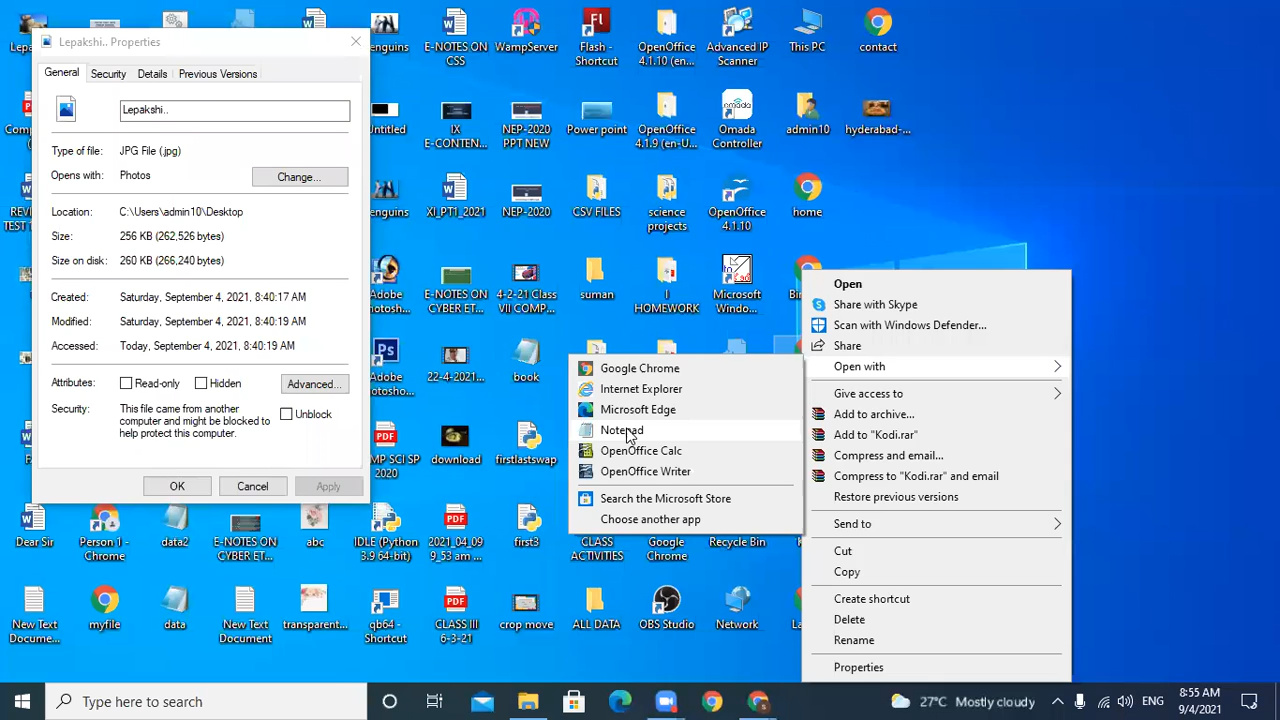 Lepakshi.. Properties
General
Security
Details
Previous Versions
Lepakshi..
Type of file: JPG File (.jpg)
Opens with: Photos
Change...
Location: C:\Users\admin10\Desktop
Size: 256 KB (262,526 bytes)
Size on disk: 260 KB (266,240 bytes)
Created: Saturday, September 4, 2021, 8:40:17 AM
Modified: Saturday, September 4, 2021, 8:40:19 AM
Accessed: Today, September 4, 2021, 8:40:19 AM
Attributes: Read-only Hidden Advanced...
Security: This file came from another
computer and might be blocked to
help protect this computer.
Unblock
OK
Cancel
Apply
E-NOTES ON
CSS
WampServer
Flash -
Shortcut
OpenOffice
4.1.10 (en...
Advanced IP
Scanner
This PC
contact
Untitled
IX
E-CONTEN...
NEP-2020
PPT NEW
Power point
OpenOffice
4.1.9 (en-U...
Omada
Controller
admin10
hyderabad-...
XI_PT1_2021
NEP-2020
CSV FILES
science
projects
OpenOffice
4.1.10
home
Adobe
E-NOTES ON
CYBER ET...
4-2-21 Class
VII COMP...
suman
I
HOMEWORK
Microsoft
Windo...
Adobe
22-4-2021...
book
SCI SP
2020
download
firstlastswap
Dear Sir
Person 1 -
Chrome
data2
E-NOTES ON
CYBER ET...
abc
IDLE (Python
3.9 64-bit)
2021_04_09
9_53 am ...
first3
CLASS
ACTIVITIES
Google
Chrome
Recycle Bin
New Text
Docume...
myfile
data
New Text
Document
transparent...
qb64 -
Shortcut
CLASS III
6-3-21
crop move
ALL DATA
OBS Studio
Network
Google Chrome
Internet Explorer
Microsoft Edge
Notepad
OpenOffice Calc
OpenOffice Writer
Search the Microsoft Store
Choose another app
Open
Share with Skype
Scan with Windows Defender...
Share
Open with
Give access to
Add to archive...
Add to "Kodi.rar"
Compress and email...
Compress to "Kodi.rar" and email
Restore previous versions
Send to
Cut
Copy
Create shortcut
Delete
Rename
Properties
Type here to search
27°C Mostly cloudy
ENG
8:55 AM
9/4/2021